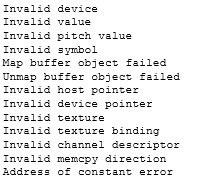 Invalid device
Invalid value
Invalid pitch value
Invalid symbol
Map buffer object failed
Unmap buffer object failed
Invalid host pointer
Invalid device pointer
Invalid texture
Invalid texture binding
Invalid channel descriptor
Invalid memcpy direction
Address of constant error